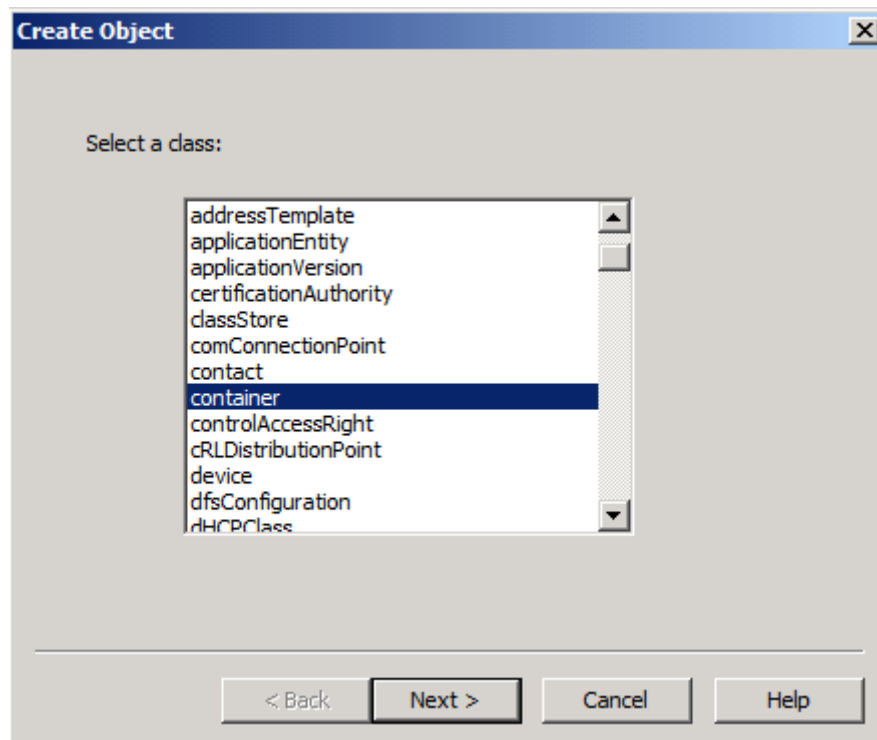 Create Object
Select a class:
addressTemplate
applicationEntity
applicationVersion
certificationAuthority
classStore
comConnectionPoint
contact
container
controlAccessRight
cRLDistributionPoint
device
dfsConfiguration
dHCPClass
< Back
Next >
Cancel
Help